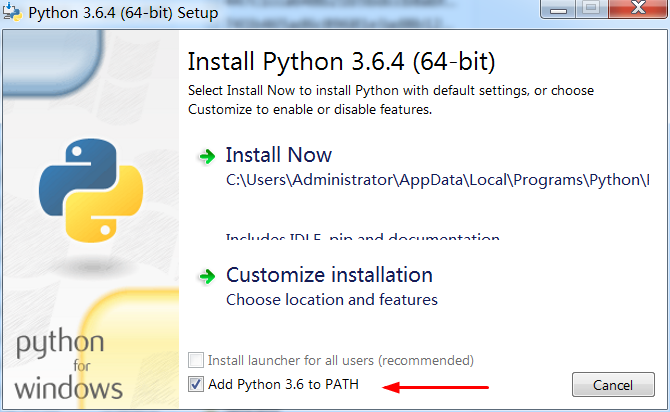 Python 3.6.4 (64-bit) Setup
Install Python 3.6.4 (64-bit)
Select Install Now to install Python with default settings, or choose
Customize to enable or disable features.
Install Now
C:\Users\Administrator\AppData\Local\Programs\Python\
Includes IDLE, pip and documentation
Customize installation
Choose location and features
Install launcher for all users (recommended)
Add Python 3.6 to PATH
Cancel
python
for
windows